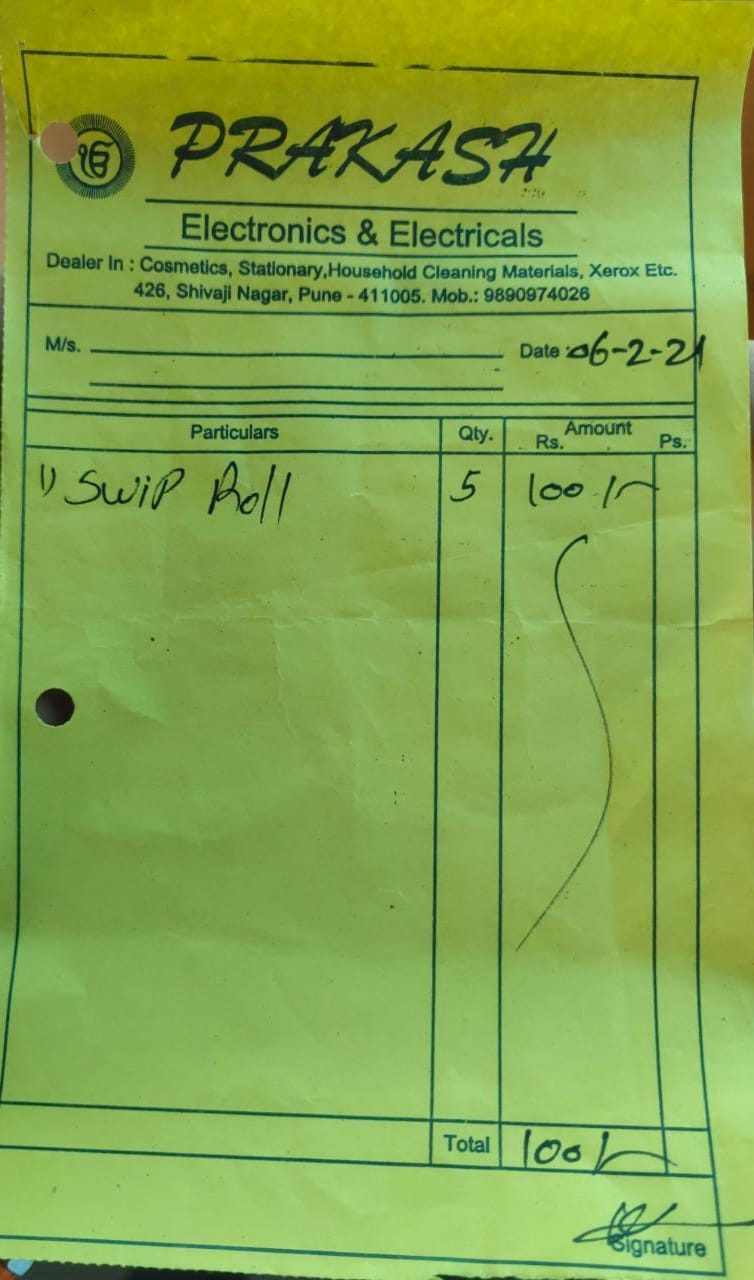 ੴ PRAKASH
Electronics & Electricals
Dealer In : Cosmetics, Stationary,Household Cleaning Materials, Xerox Etc.
426, Shivaji Nagar, Pune - 411005. Mob.: 9890974026
M/s. Date : 06-2-21
Particulars Qty. Amount
Rs. Ps.
1) Swip Roll 5 100/-
Total 100/-
Signature